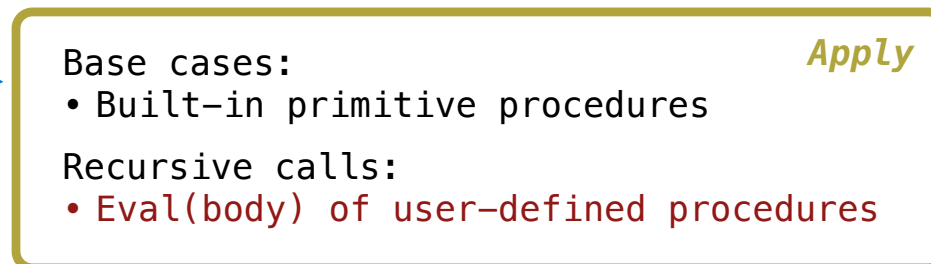 Apply
Base cases:
• Built-in primitive procedures
Recursive calls:
• Eval(body) of user-defined procedures